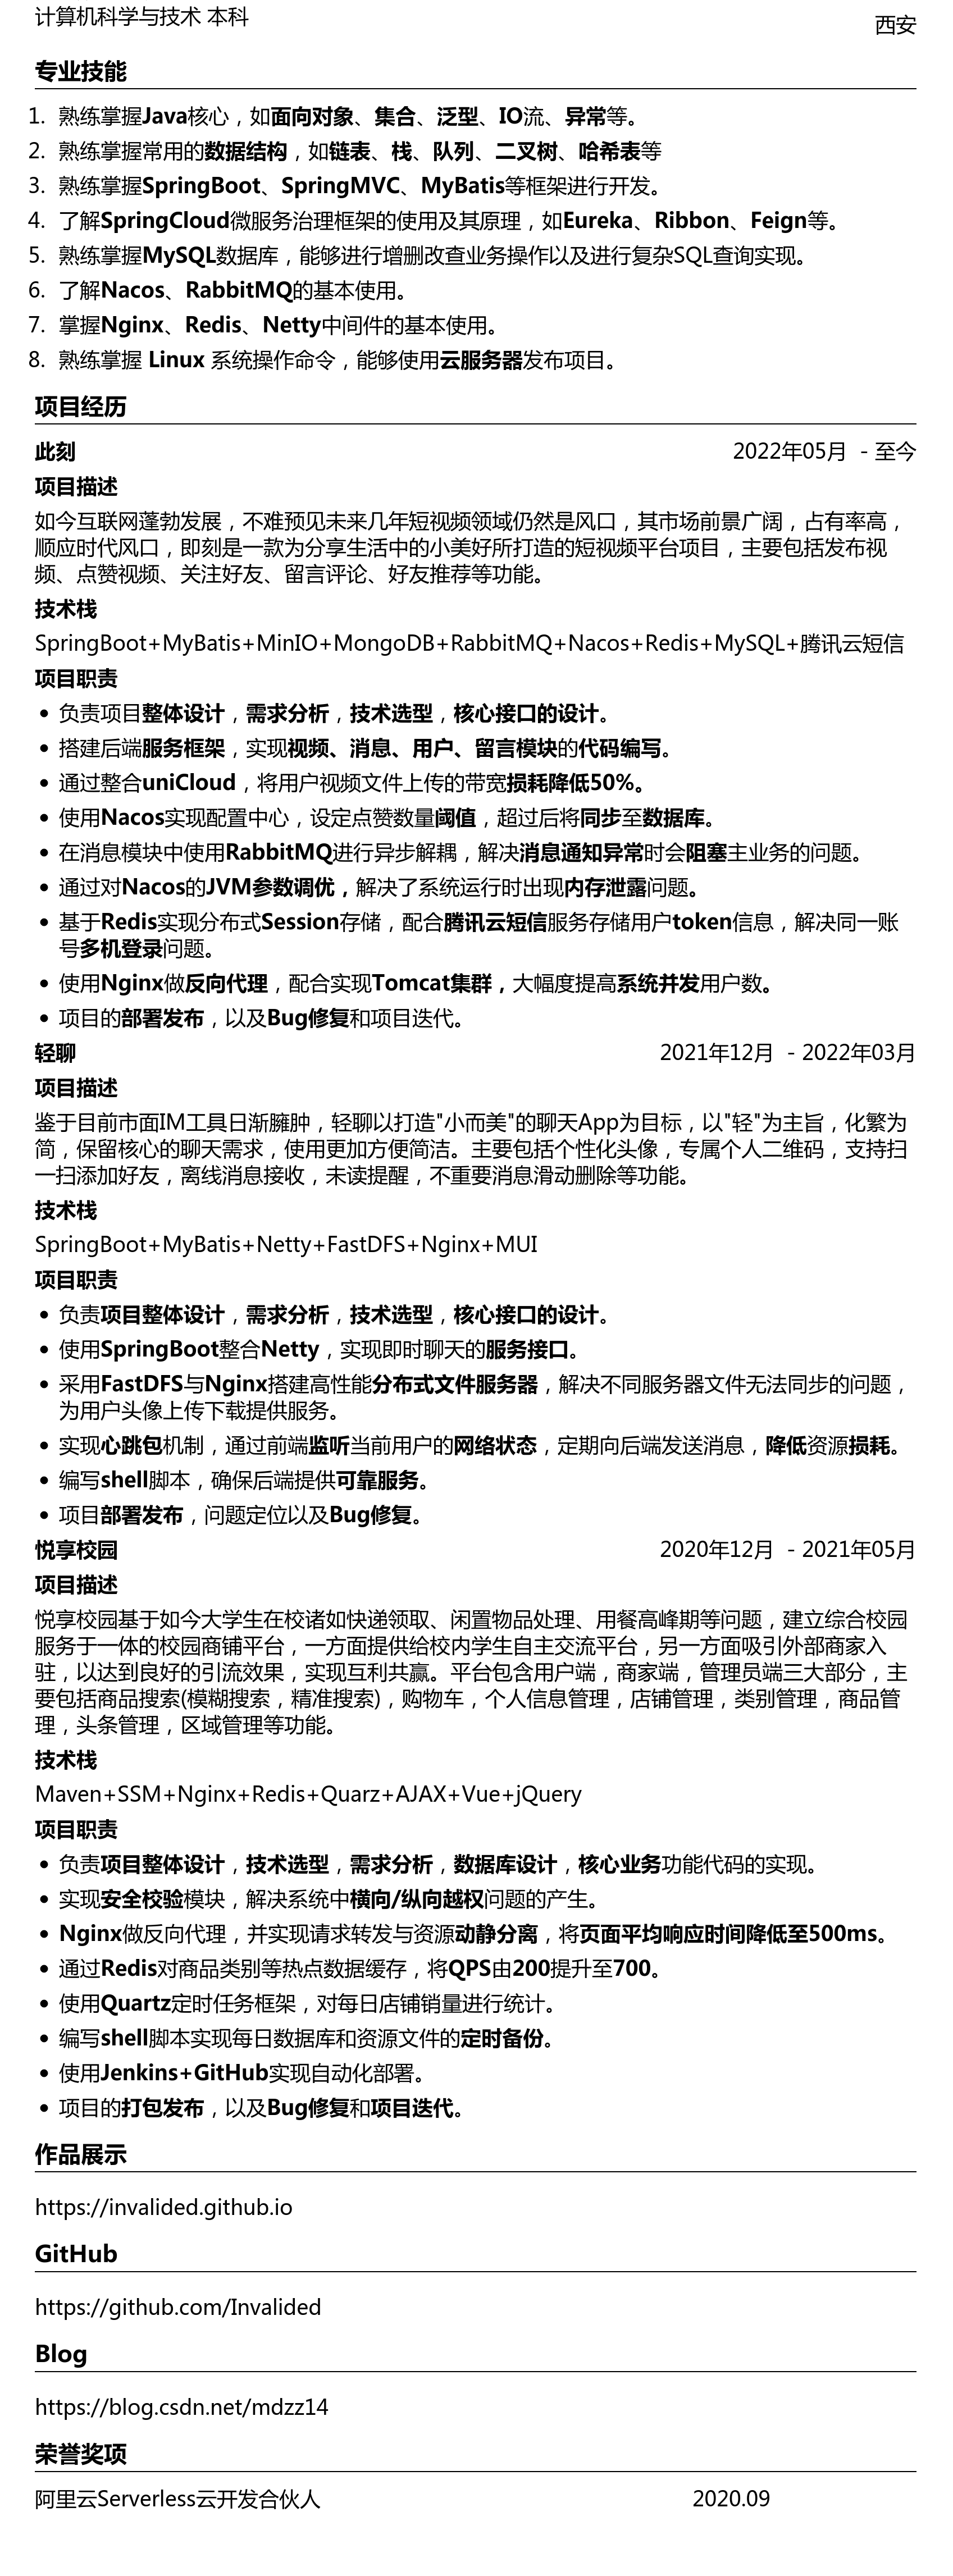 计算机科学与技术 本科
西安
专业技能
1. 熟练掌握Java核心，如面向对象、集合、泛型、IO流、异常等。
2. 熟练掌握常用的数据结构，如链表、栈、队列、二叉树、哈希表等
3. 熟练掌握SpringBoot、SpringMVC、MyBatis等框架进行开发。
4. 了解SpringCloud微服务治理框架的使用及其原理，如Eureka、Ribbon、Feign等。
5. 熟练掌握MySQL数据库，能够进行增删改查业务操作以及进行复杂SQL查询实现。
6. 了解Nacos、RabbitMQ的基本使用。
7. 掌握Nginx、Redis、Netty中间件的基本使用。
8. 熟练掌握 Linux 系统操作命令，能够使用云服务器发布项目。
项目经历
此刻 2022年05月 - 至今
项目描述
如今互联网蓬勃发展，不难预见未来几年短视频领域仍然是风口，其市场前景广阔，占有率高，
顺应时代风口，即刻是一款为分享生活中的小美好所打造的短视频平台项目，主要包括发布视
频、点赞视频、关注好友、留言评论、好友推荐等功能。
技术栈
SpringBoot+MyBatis+MinIO+MongoDB+RabbitMQ+Nacos+Redis+MySQL+腾讯云短信
项目职责
• 负责项目整体设计，需求分析，技术选型，核心接口的设计。
• 搭建后端服务框架，实现视频、消息、用户、留言模块的代码编写。
• 通过整合uniCloud，将用户视频文件上传的带宽损耗降低50%。
• 使用Nacos实现配置中心，设定点赞数量阈值，超过后将同步至数据库。
• 在消息模块中使用RabbitMQ进行异步解耦，解决消息通知异常时会阻塞主业务的问题。
• 通过对Nacos的JVM参数调优，解决了系统运行时出现内存泄露问题。
• 基于Redis实现分布式Session存储，配合腾讯云短信服务存储用户token信息，解决同一账
号多机登录问题。
• 使用Nginx做反向代理，配合实现Tomcat集群，大幅度提高系统并发用户数。
• 项目的部署发布，以及Bug修复和项目迭代。
轻聊 2021年12月 - 2022年03月
项目描述
鉴于目前市面IM工具日渐臃肿，轻聊以打造"小而美"的聊天App为目标，以"轻"为主旨，化繁为
简，保留核心的聊天需求，使用更加方便简洁。主要包括个性化头像，专属个人二维码，支持扫
一扫添加好友，离线消息接收，未读提醒，不重要消息滑动删除等功能。
技术栈
SpringBoot+MyBatis+Netty+FastDFS+Nginx+MUI
项目职责
• 负责项目整体设计，需求分析，技术选型，核心接口的设计。
• 使用SpringBoot整合Netty，实现即时聊天的服务接口。
• 采用FastDFS与Nginx搭建高性能分布式文件服务器，解决不同服务器文件无法同步的问题，
为用户头像上传下载提供服务。
• 实现心跳包机制，通过前端监听当前用户的网络状态，定期向后端发送消息，降低资源损耗。
• 编写shell脚本，确保后端提供可靠服务。
• 项目部署发布，问题定位以及Bug修复。
悦享校园 2020年12月 - 2021年05月
项目描述
悦享校园基于如今大学生在校诸如快递领取、闲置物品处理、用餐高峰期等问题，建立综合校园
服务于一体的校园商铺平台，一方面提供给校内学生自主交流平台，另一方面吸引外部商家入
驻，以达到良好的引流效果，实现互利共赢。平台包含用户端，商家端，管理员端三大部分，主
要包括商品搜索(模糊搜索，精准搜索)，购物车，个人信息管理，店铺管理，类别管理，商品管
理，头条管理，区域管理等功能。
技术栈
Maven+SSM+Nginx+Redis+Quarz+AJAX+Vue+jQuery
项目职责
• 负责项目整体设计，技术选型，需求分析，数据库设计，核心业务功能代码的实现。
• 实现安全校验模块，解决系统中横向/纵向越权问题的产生。
• Nginx做反向代理，并实现请求转发与资源动静分离，将页面平均响应时间降低至500ms。
• 通过Redis对商品类别等热点数据缓存，将QPS由200提升至700。
• 使用Quartz定时任务框架，对每日店铺销量进行统计。
• 编写shell脚本实现每日数据库和资源文件的定时备份。
• 使用Jenkins+GitHub实现自动化部署。
• 项目的打包发布，以及Bug修复和项目迭代。
作品展示
https://invalided.github.io
GitHub
https://github.com/Invalided
Blog
https://blog.csdn.net/mdzz14
荣誉奖项
阿里云Serverless云开发合伙人 2020.09